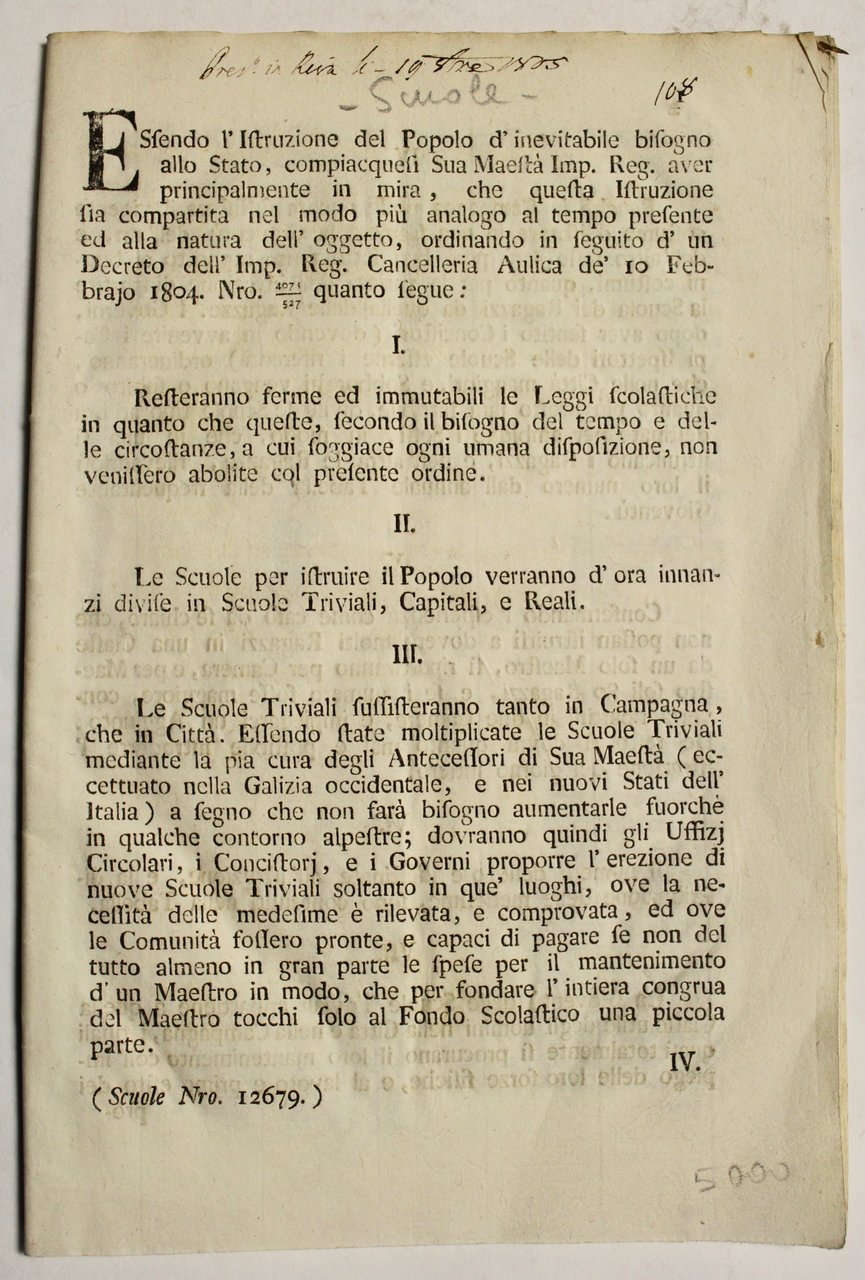 Pres.º in Riva li 19 8bre 1805
- Scuole -
108
ESſendo l' Iſtruzione del Popolo d' inevitabile biſogno
allo Stato, compiacqueſi Sua Maeſtà Imp. Reg. aver
principalmente in mira, che queſta Iſtruzione
ſia compartita nel modo più analogo al tempo preſente
ed alla natura dell' oggetto, ordinando in ſeguito d' un
Decreto dell' Imp. Reg. Cancelleria Aulica de' 10 Feb-
brajo 1804. Nro. 4073/527 quanto ſegue:
I.
Reſteranno ferme ed immutabili le Leggi ſcolaſtiche
in quanto che queſte, ſecondo il biſogno del tempo e del-
le circoſtanze, a cui ſoggiace ogni umana diſpoſizione, non
veniſſero abolite col preſente ordine.
II.
Le Scuole per iſtruire il Popolo verranno d' ora innan-
zi diviſe in Scuole Triviali, Capitali, e Reali.
III.
Le Scuole Triviali ſuſſiſteranno tanto in Campagna,
che in Città. Eſſendo ſtate moltiplicate le Scuole Triviali
mediante la pia cura degli Anteceſſori di Sua Maeſtà (ec-
cettuato nella Galizia occidentale, e nei nuovi Stati dell'
Italia) a ſegno che non farà biſogno aumentarle fuorchè
in qualche contorno alpeſtre; dovranno quindi gli Uffizj
Circolari, i Conciſtorj, e i Governi proporre l' erezione di
nuove Scuole Triviali soltanto in que' luoghi, ove la ne-
ceſſità delle medeſime è rilevata, e comprovata, ed ove
le Comunità foſſero pronte, e capaci di pagare ſe non del
tutto almeno in gran parte le ſpeſe per il mantenimento
d' un Maeſtro in modo, che per fondare l' intiera congrua
del Maeſtro tocchi ſolo al Fondo Scolaſtico una piccola
parte.
IV.
(Scuole Nro. 12679.)
5000